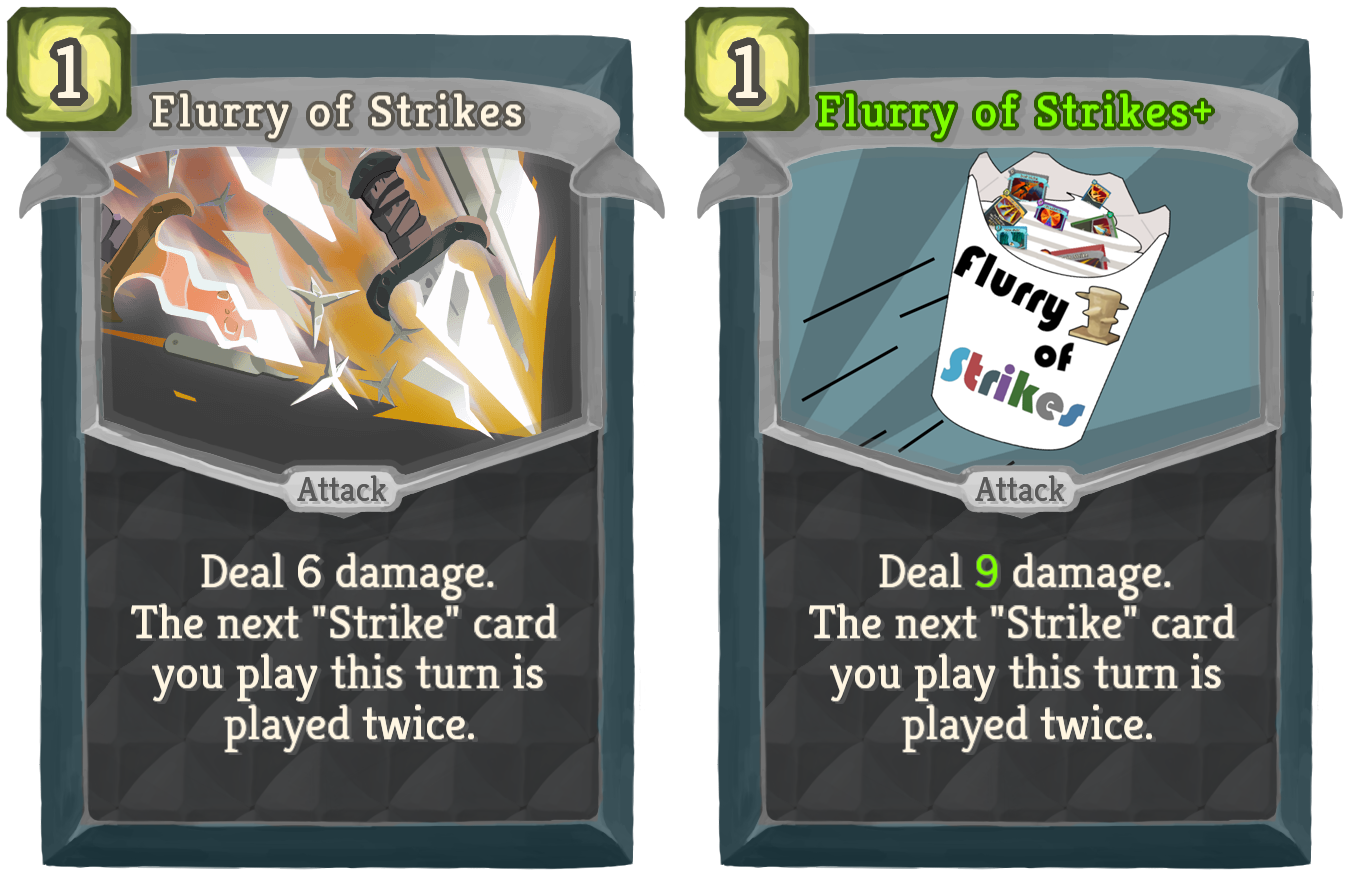 1
Flurry of Strikes
Attack
Deal 6 damage.
The next "Strike" card
you play this turn is
played twice.
1
Flurry of Strikes+
Flurry
of
Strikes
Attack
Deal 9 damage.
The next "Strike" card
you play this turn is
played twice.